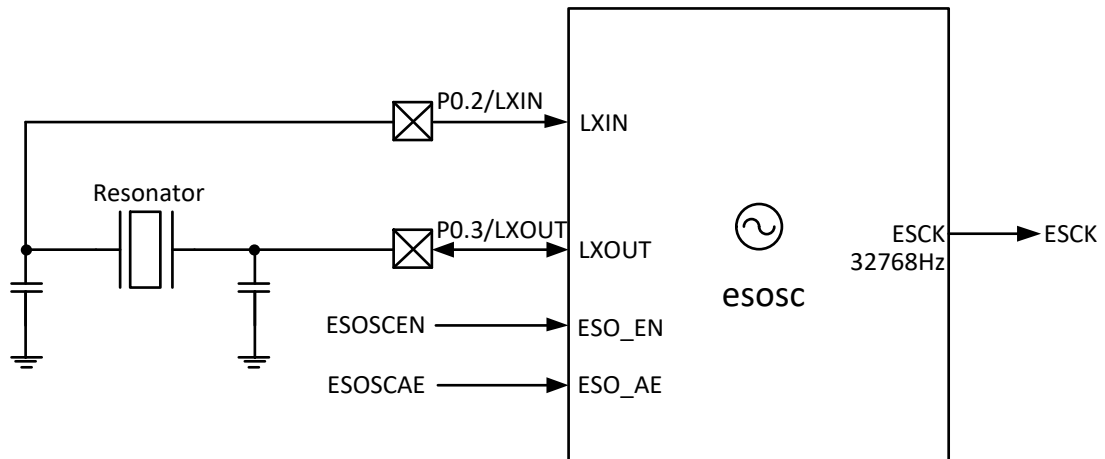 P0.2/LXIN
LXIN
Resonator
P0.3/LXOUT
LXOUT
ESCK
32768Hz
ESCK
esosc
ESOSCEN
ESO_EN
ESOSCAE
ESO_AE